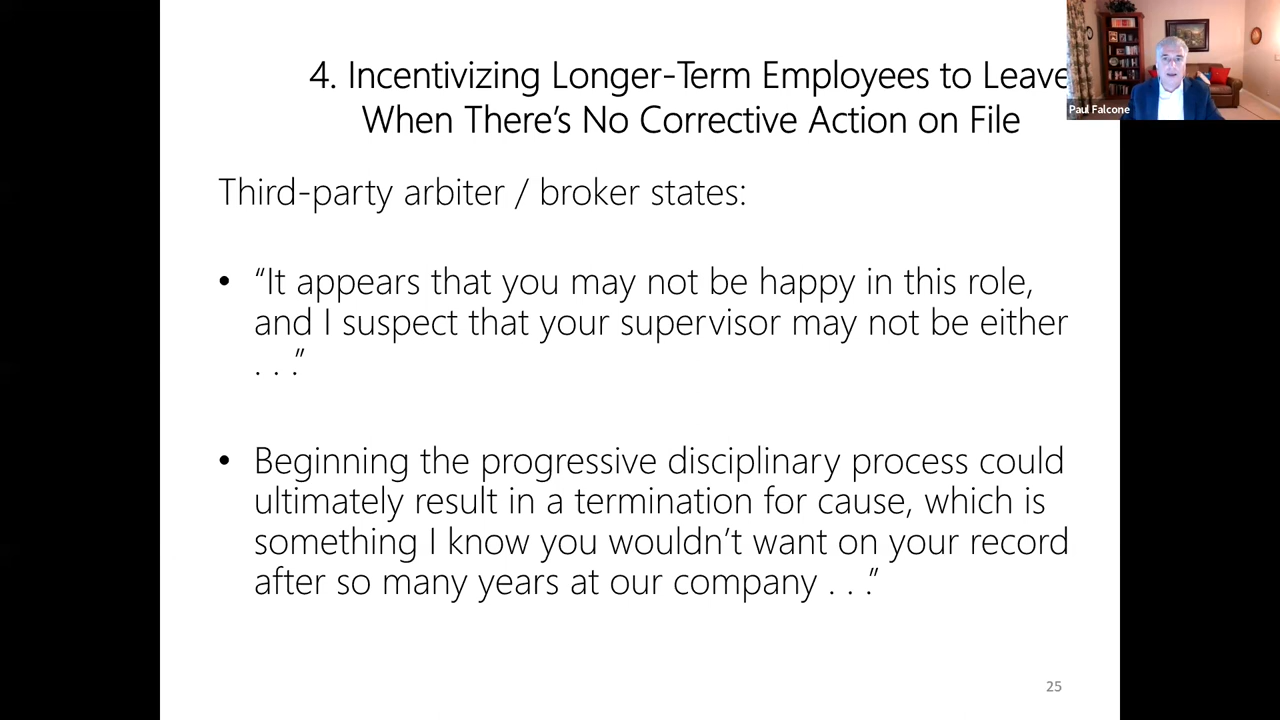 4. Incentivizing Longer-Term Employees to Leave
When There’s No Corrective Action on File
Paul Falcone
Third-party arbiter / broker states:
• “It appears that you may not be happy in this role,
and I suspect that your supervisor may not be either
. . .”
• Beginning the progressive disciplinary process could
ultimately result in a termination for cause, which is
something I know you wouldn’t want on your record
after so many years at our company . . .”
25